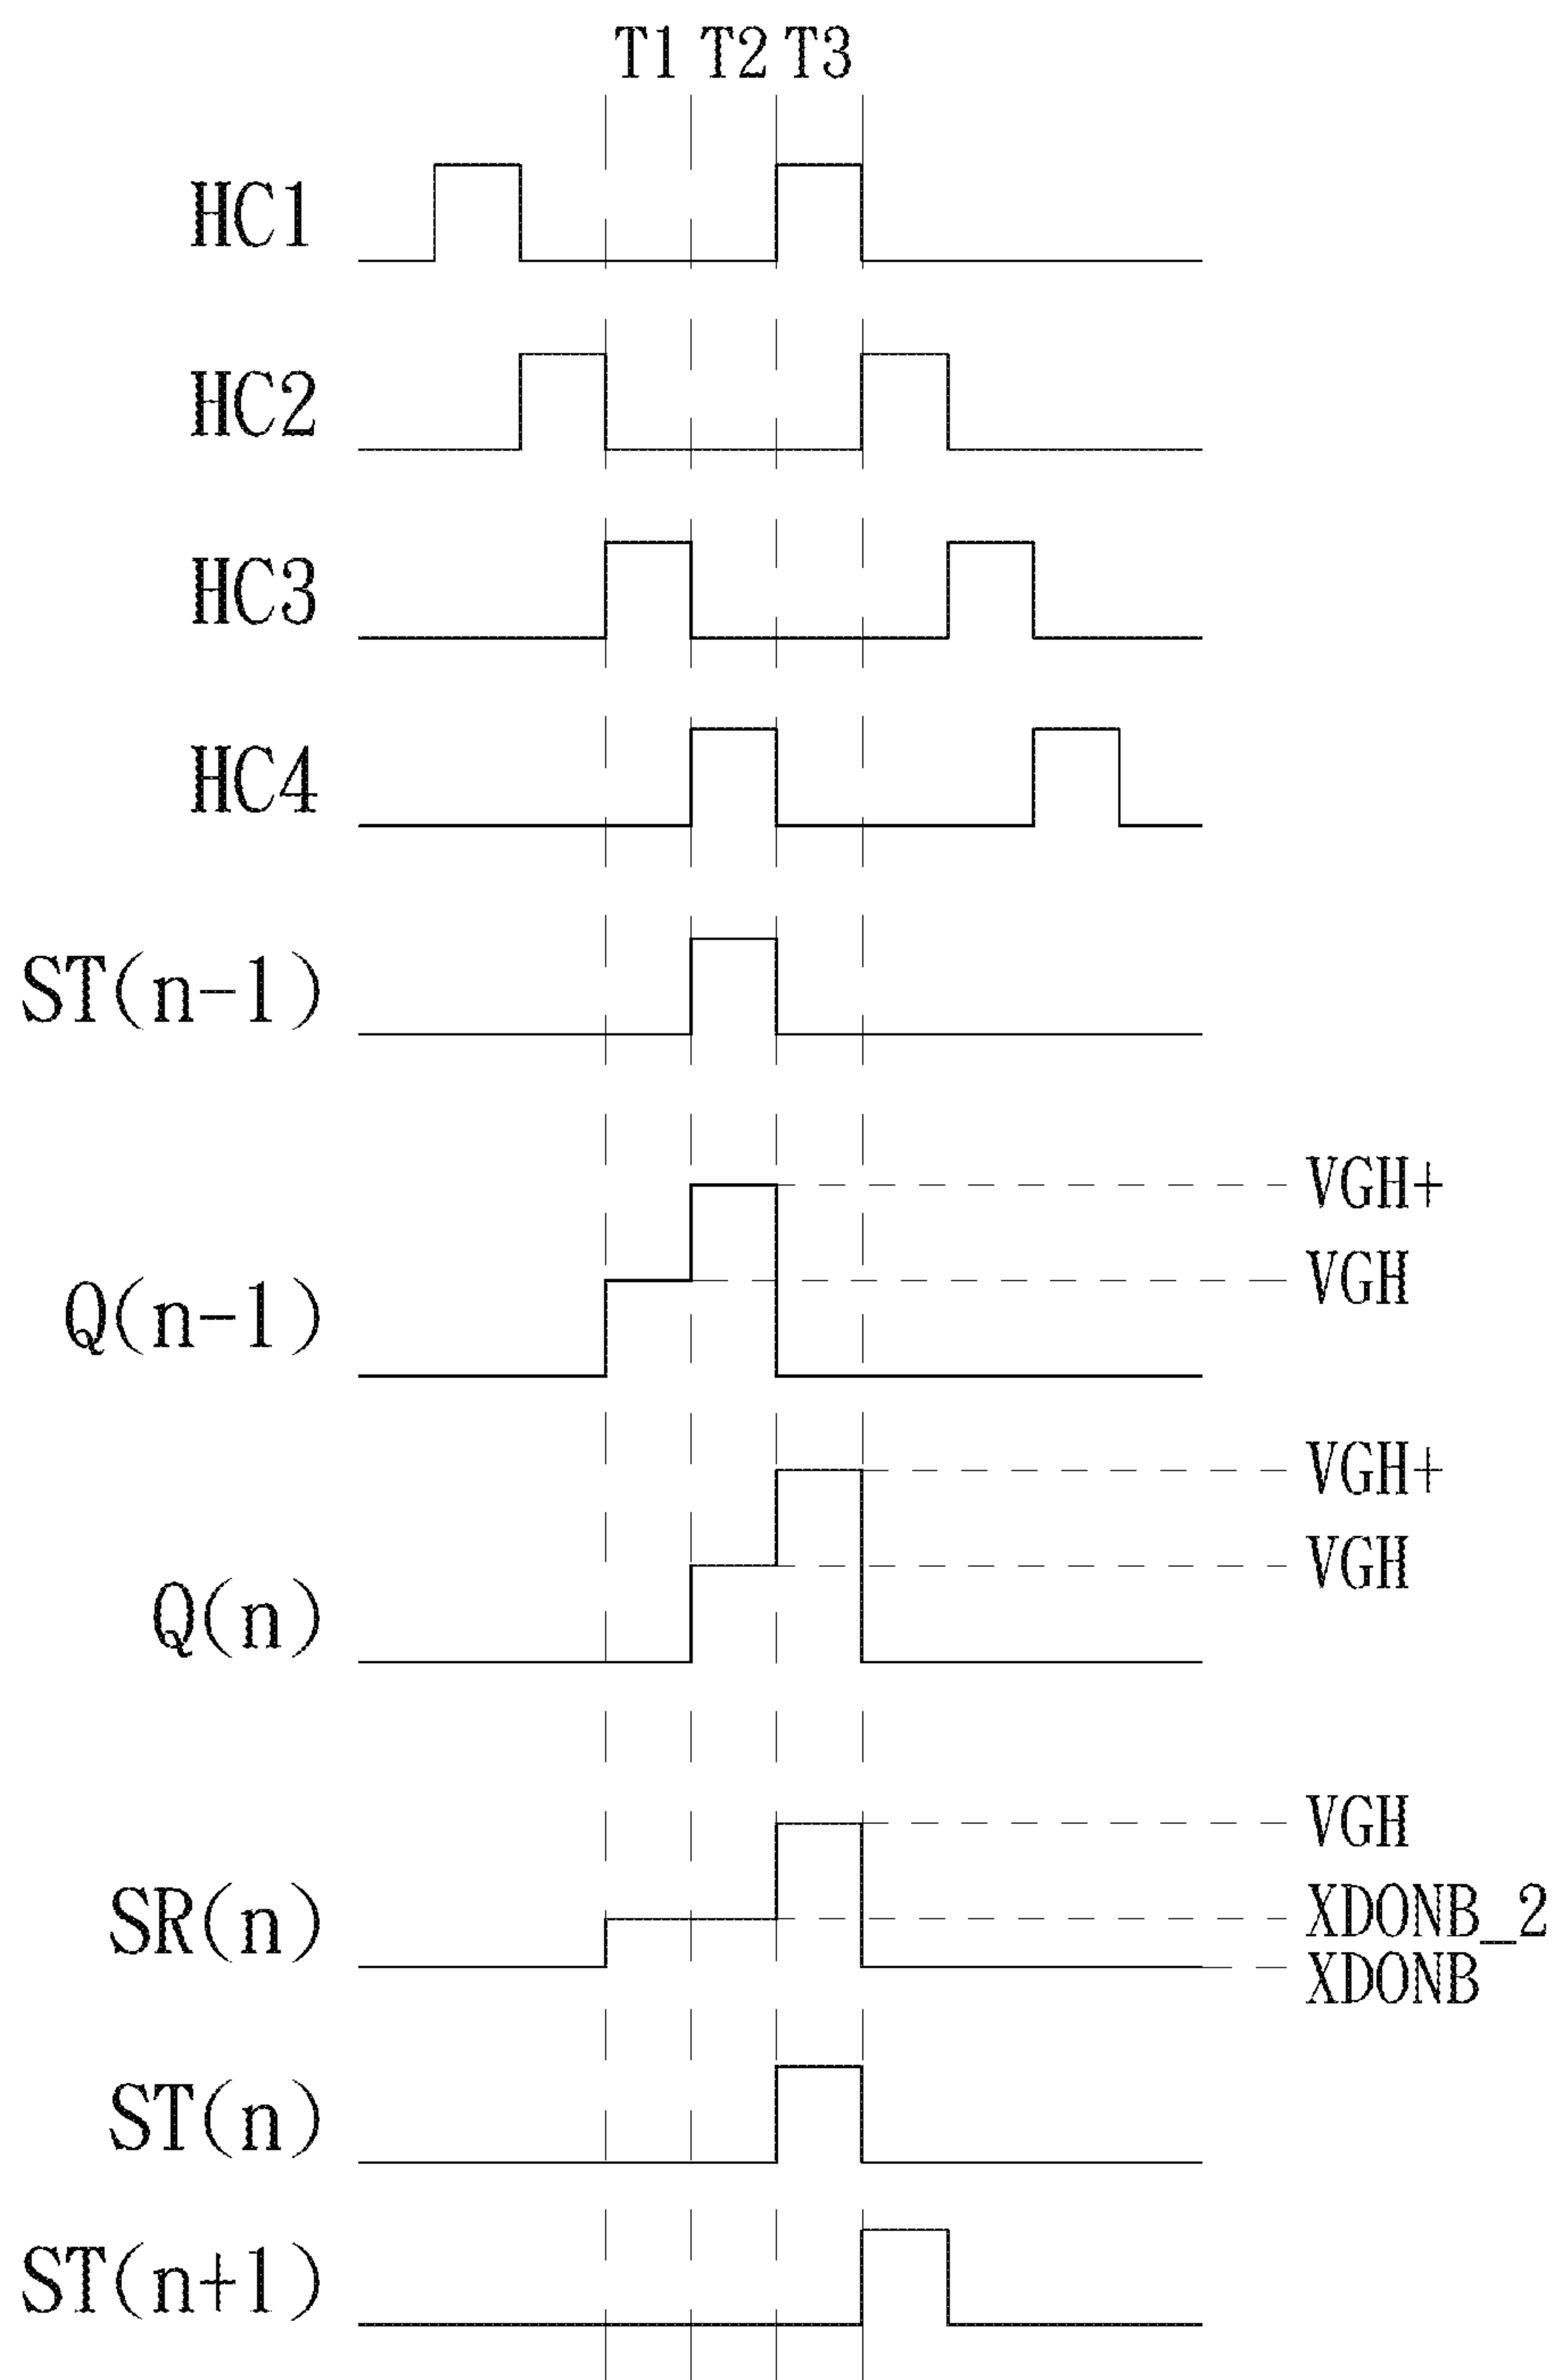 T1 T2 T3
HC1
HC2
HC3
HC4
ST(n-1)
VGH+
VGH
Q(n-1)
VGH+
VGH
Q(n)
VGH
SR(n)
XDONB_2
XDONB
ST(n)
ST(n+1)